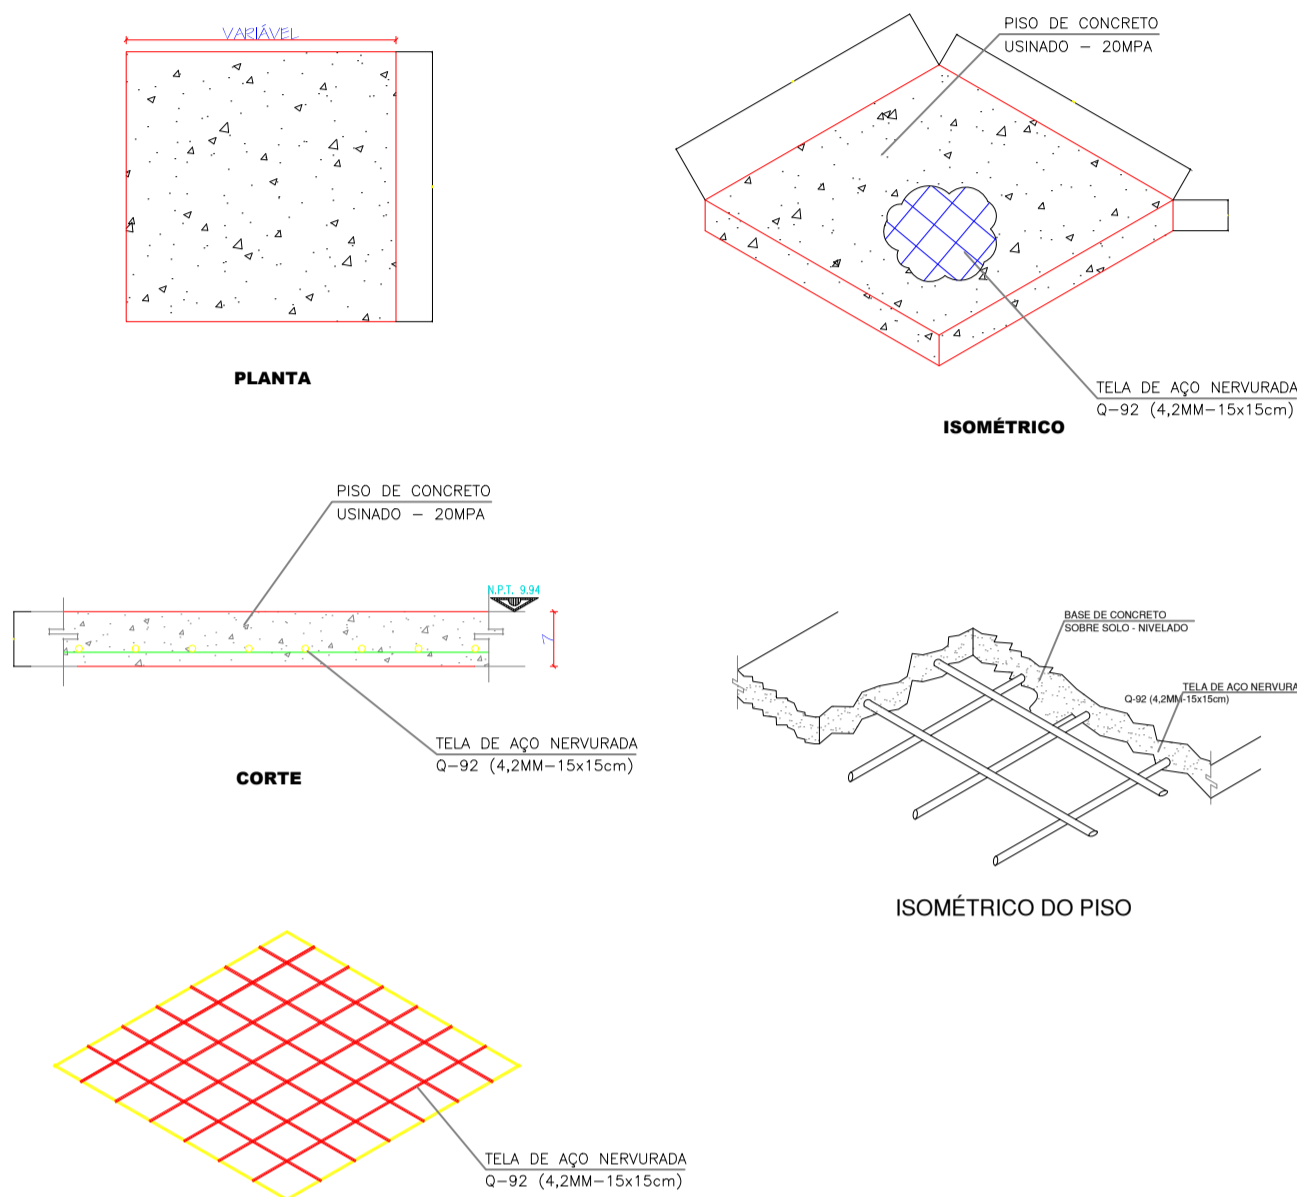 VARIÁVEL
PLANTA
PISO DE CONCRETO
USINADO - 20MPA
TELA DE AÇO NERVURADA
Q-92 (4,2MM-15x15cm)
ISOMÉTRICO
PISO DE CONCRETO
USINADO - 20MPA
N.P.T. 9.94
7
TELA DE AÇO NERVURADA
Q-92 (4,2MM-15x15cm)
CORTE
BASE DE CONCRETO
SOBRE SOLO - NIVELADO
TELA DE AÇO NERVURA
Q-92 (4,2MM-15x15cm)
ISOMÉTRICO DO PISO
TELA DE AÇO NERVURADA
Q-92 (4,2MM-15x15cm)